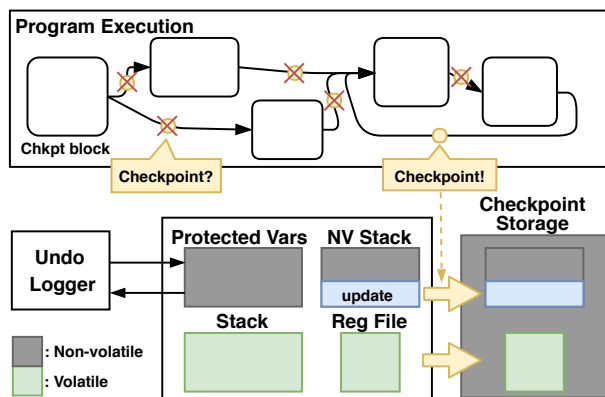 Program Execution
Chkpt block
Checkpoint?
Checkpoint!
Checkpoint
Storage
Protected Vars
NV Stack
Undo
Logger
update
Stack
Reg File
: Non-volatile
: Volatile